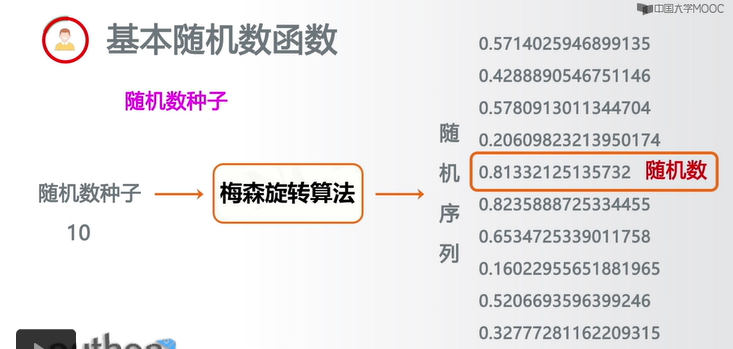 中国大学MOOC
基本随机数函数
随机数种子
随机数种子
10
梅森旋转算法
随机序列
0.5714025946899135
0.4288890546751146
0.5780913011344704
0.20609823213950174
0.81332125135732 随机数
0.8235888725334455
0.6534725339011758
0.16022955651881965
0.5206693596399246
0.32777281162209315